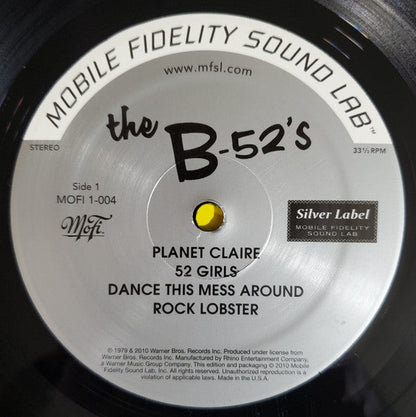 MOBILE FIDELITY SOUND LAB™
www.mfsl.com
the B-52's
STEREO
33⅓ RPM
Side 1
MOFI 1-004
MoFi
Silver Label
MOBILE FIDELITY
SOUND LAB
PLANET CLAIRE
52 GIRLS
DANCE THIS MESS AROUND
ROCK LOBSTER
℗ 1979 & 2010 Warner Bros. Records Inc. Produced under license from
Warner Bros. Records Inc. Manufactured by Rhino Entertainment Company,
a Warner Music Group Company. This edition and packaging © 2010 Mobile
Fidelity Sound Lab, Inc. All rights reserved. Unauthorized reproduction is a
violation of applicable laws. Made in the U.S.A.